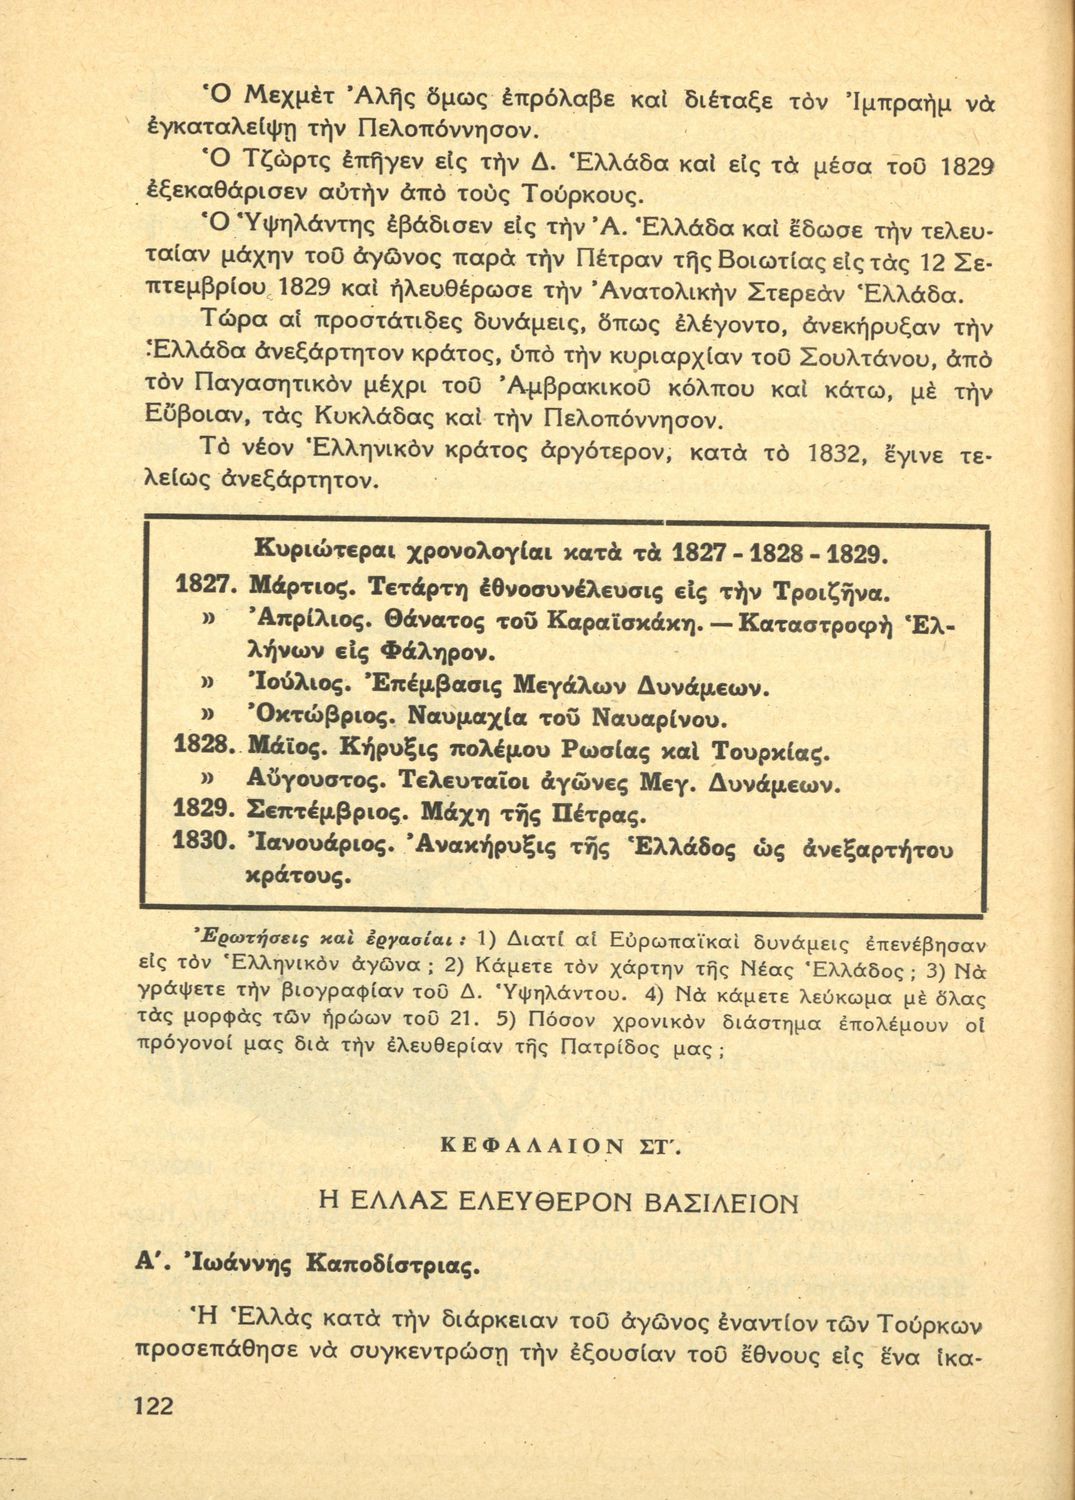 Ὁ Μεχμὲτ Ἀλῆς ὅμως ἐπρόλαβε καὶ διέταξε τὸν Ἰμπραὴμ νὰ
ἐγκαταλείψῃ τὴν Πελοπόννησον.
Ὁ Τζὼρτς ἐπῆγεν εἰς τὴν Δ. Ἑλλάδα καὶ εἰς τὰ μέσα τοῦ 1829
ἐξεκαθάρισεν αὐτὴν ἀπὸ τοὺς Τούρκους.
Ὁ Ὑψηλάντης ἐβάδισεν εἰς τὴν Ἀ. Ἑλλάδα καὶ ἔδωσε τὴν τελευ-
ταίαν μάχην τοῦ ἀγῶνος παρὰ τὴν Πέτραν τῆς Βοιωτίας εἰς τὰς 12 Σε-
πτεμβρίου 1829 καὶ ἠλευθέρωσε τὴν Ἀνατολικὴν Στερεὰν Ἑλλάδα.
Τώρα αἱ προστάτιδες δυνάμεις, ὅπως ἐλέγοντο, ἀνεκήρυξαν τὴν
Ἑλλάδα ἀνεξάρτητον κράτος, ὑπὸ τὴν κυριαρχίαν τοῦ Σουλτάνου, ἀπὸ
τὸν Παγασητικὸν μέχρι τοῦ Ἀμβρακικοῦ κόλπου καὶ κάτω, μὲ τὴν
Εὔβοιαν, τὰς Κυκλάδας καὶ τὴν Πελοπόννησον.
Τὸ νέον Ἑλληνικὸν κράτος ἀργότερον, κατὰ τὸ 1832, ἔγινε τε-
λείως ἀνεξάρτητον.
Κυριώτεραι χρονολογίαι κατὰ τὰ 1827 - 1828 - 1829.
1827. Μάρτιος. Τετάρτη ἐθνοσυνέλευσις εἰς τὴν Τροιζῆνα.
» Ἀπρίλιος. Θάνατος τοῦ Καραϊσκάκη. — Καταστροφὴ Ἑλ-
λήνων εἰς Φάληρον.
» Ἰούλιος. Ἐπέμβασις Μεγάλων Δυνάμεων.
» Ὀκτώβριος. Ναυμαχία τοῦ Ναυαρίνου.
1828. Μάϊος. Κήρυξις πολέμου Ρωσίας καὶ Τουρκίας.
» Αὔγουστος. Τελευταῖοι ἀγῶνες Μεγ. Δυνάμεων.
1829. Σεπτέμβριος. Μάχη τῆς Πέτρας.
1830. Ἰανουάριος. Ἀνακήρυξις τῆς Ἑλλάδος ὡς ἀνεξαρτήτου
κράτους.
Ἐρωτήσεις καὶ ἐργασίαι : 1) Διατί αἱ Εὐρωπαϊκαὶ δυνάμεις ἐπενέβησαν
εἰς τὸν Ἑλληνικὸν ἀγῶνα ; 2) Κάμετε τὸν χάρτην τῆς Νέας Ἑλλάδος ; 3) Νὰ
γράψετε τὴν βιογραφίαν τοῦ Δ. Ὑψηλάντου. 4) Νὰ κάμετε λεύκωμα μὲ ὅλας
τὰς μορφὰς τῶν ἡρώων τοῦ 21. 5) Πόσον χρονικὸν διάστημα ἐπολέμουν οἱ
πρόγονοί μας διὰ τὴν ἐλευθερίαν τῆς Πατρίδος μας ;
ΚΕΦΑΛΑΙΟΝ ΣΤ′.
Η ΕΛΛΑΣ ΕΛΕΥΘΕΡΟΝ ΒΑΣΙΛΕΙΟΝ
Α′. Ἰωάννης Καποδίστριας.
Ἡ Ἑλλὰς κατὰ τὴν διάρκειαν τοῦ ἀγῶνος ἐναντίον τῶν Τούρκων
προσεπάθησε νὰ συγκεντρώσῃ τὴν ἐξουσίαν τοῦ ἔθνους εἰς ἕνα ἱκα-
122